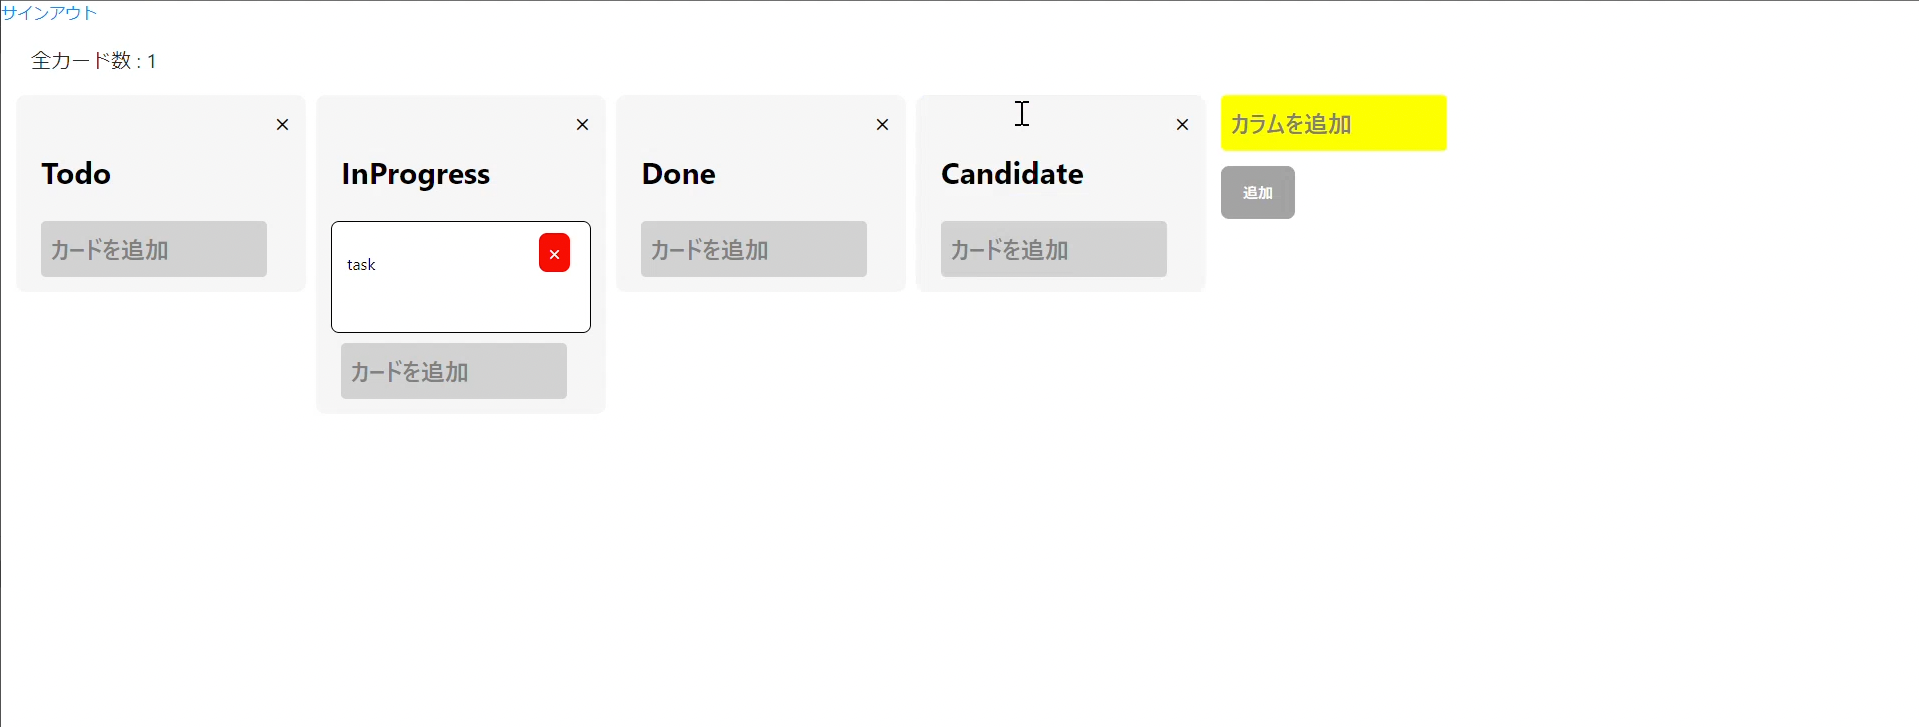 サインアウト
全カード数 : 1
×
Todo
カードを追加
×
InProgress
task
×
カードを追加
×
Done
カードを追加
×
Candidate
カードを追加
カラムを追加
追加